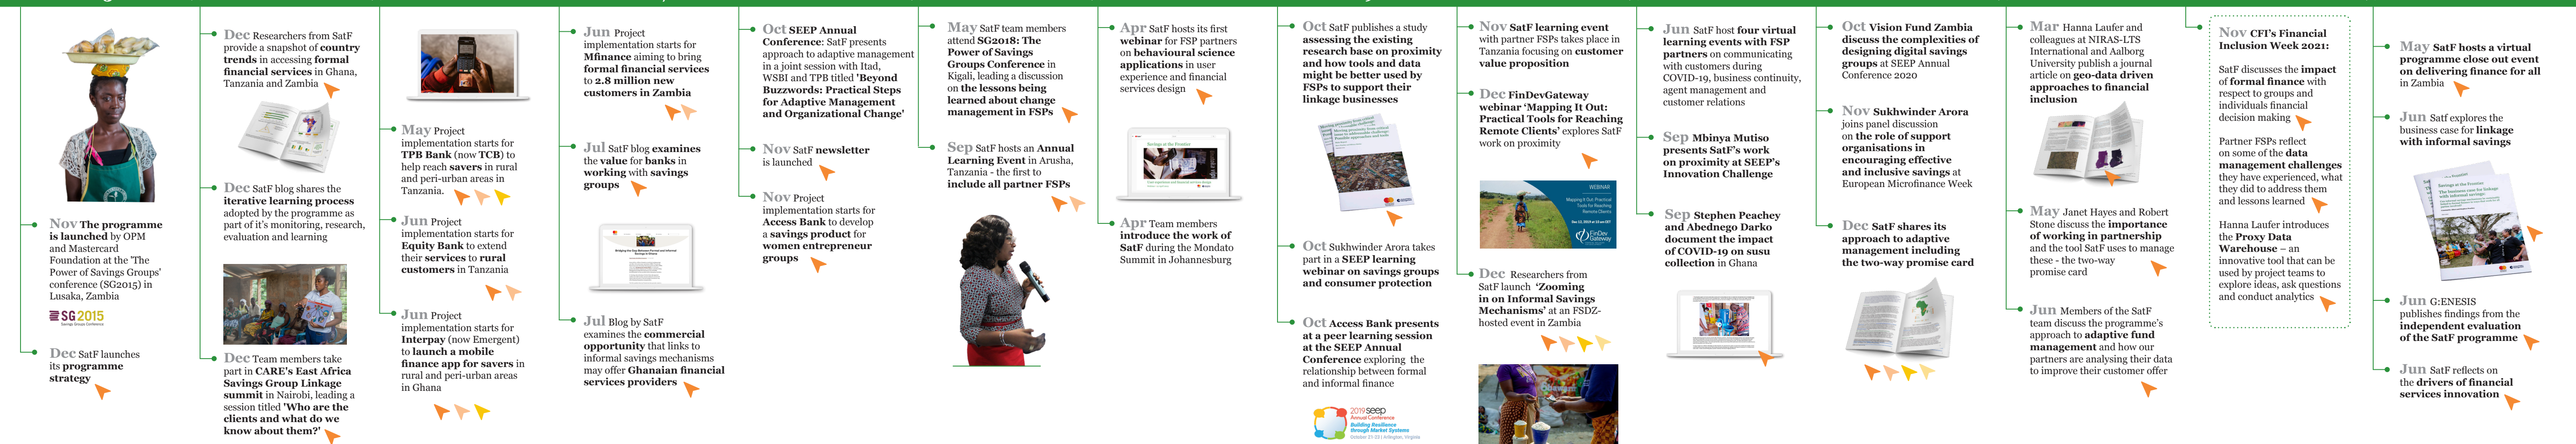 Nov The programme
is launched by OPM
and Mastercard
Foundation at the 'The
Power of Savings Groups'
conference (SG2015) in
Lusaka, Zambia
SG2015
Savings Groups Conference
Dec SatF launches
its programme
strategy
Dec Researchers from SatF
provide a snapshot of country
trends in accessing formal
financial services in Ghana,
Tanzania and Zambia
Dec SatF blog shares the
iterative learning process
adopted by the programme as
part of it's monitoring, research,
evaluation and learning
Dec Team members take
part in CARE's East Africa
Savings Group Linkage
summit in Nairobi, leading a
session titled 'Who are the
clients and what do we
know about them?'
May Project
implementation starts for
TPB Bank (now TCB) to
help reach savers in rural
and peri-urban areas in
Tanzania.
Jun Project
implementation starts for
Equity Bank to extend
their services to rural
customers in Tanzania
Jun Project
implementation starts for
Interpay (now Emergent)
to launch a mobile
finance app for savers in
rural and peri-urban areas
in Ghana
Jun Project
implementation starts for
Mfinance aiming to bring
formal financial services
to 2.8 million new
customers in Zambia
Jul SatF blog examines
the value for banks in
working with savings
groups
Jul Blog by SatF
examines the commercial
opportunity that links to
informal savings mechanisms
may offer Ghanaian financial
services providers
Oct SEEP Annual
Conference: SatF presents
approach to adaptive management
in a joint session with Itad,
WSBI and TPB titled 'Beyond
Buzzwords: Practical Steps
for Adaptive Management
and Organizational Change'
Nov SatF newsletter
is launched
Nov Project
implementation starts for
Access Bank to develop
a savings product for
women entrepreneur
groups
May SatF team members
attend SG2018: The
Power of Savings
Groups Conference in
Kigali, leading a discussion
on the lessons being
learned about change
management in FSPs
Sep SatF hosts an Annual
Learning Event in Arusha,
Tanzania - the first to
include all partner FSPs
Apr SatF hosts its first
webinar for FSP partners
on behavioural science
applications in user
experience and financial
services design
Savings at the Frontier
Apr Team members
introduce the work of
SatF during the Mondato
Summit in Johannesburg
Oct SatF publishes a study
assessing the existing
research base on proximity
and how tools and data
might be better used by
FSPs to support their
linkage businesses
Oct Sukhwinder Arora takes
part in a SEEP learning
webinar on savings groups
and consumer protection
Oct Access Bank presents
at a peer learning session
at the SEEP Annual
Conference exploring the
relationship between formal
and informal finance
2019 seep
Annual Conference
Building Resilience
through Market Systems
October 21-23 | Arlington, Virginia
Nov SatF learning event
with partner FSPs takes place in
Tanzania focusing on customer
value proposition
Dec FinDevGateway
webinar 'Mapping It Out:
Practical Tools for Reaching
Remote Clients' explores SatF
work on proximity
WEBINAR
Mapping It Out: Practical
Tools for Reaching
Remote Clients
FinDev
Gateway
Dec Researchers from
SatF launch 'Zooming
in on Informal Savings
Mechanisms' at an FSDZ-
hosted event in Zambia
Jun SatF host four virtual
learning events with FSP
partners on communicating
with customers during
COVID-19, business continuity,
agent management and
customer relations
Sep Mbinya Mutiso
presents SatF's work
on proximity at SEEP's
Innovation Challenge
Sep Stephen Peachey
and Abednego Darko
document the impact
of COVID-19 on susu
collection in Ghana
Oct Vision Fund Zambia
discuss the complexities of
designing digital savings
groups at SEEP Annual
Conference 2020
Nov Sukhwinder Arora
joins panel discussion
on the role of support
organisations in
encouraging effective
and inclusive savings at
European Microfinance Week
Dec SatF shares its
approach to adaptive
management including
the two-way promise card
Mar Hanna Laufer and
colleagues at NIRAS-LTS
International and Aalborg
University publish a journal
article on geo-data driven
approaches to financial
inclusion
May Janet Hayes and Robert
Stone discuss the importance
of working in partnership
and the tool SatF uses to manage
these - the two-way
promise card
Jun Members of the SatF
team discuss the programme's
approach to adaptive fund
management and how our
partners are analysing their data
to improve their customer offer
Nov CFI's Financial
Inclusion Week 2021:
SatF discusses the impact
of formal finance with
respect to groups and
individuals financial
decision making
Partner FSPs reflect
on some of the data
management challenges
they have experienced, what
they did to address them
and lessons learned
Hanna Laufer introduces
the Proxy Data
Warehouse – an
innovative tool that can be
used by project teams to
explore ideas, ask questions
and conduct analytics
May SatF hosts a virtual
programme close out event
on delivering finance for all
in Zambia
Jun Satf explores the
business case for linkage
with informal savings
Jun G:ENESIS
publishes findings from the
independent evaluation
of the SatF programme
Jun SatF reflects on
the drivers of financial
services innovation